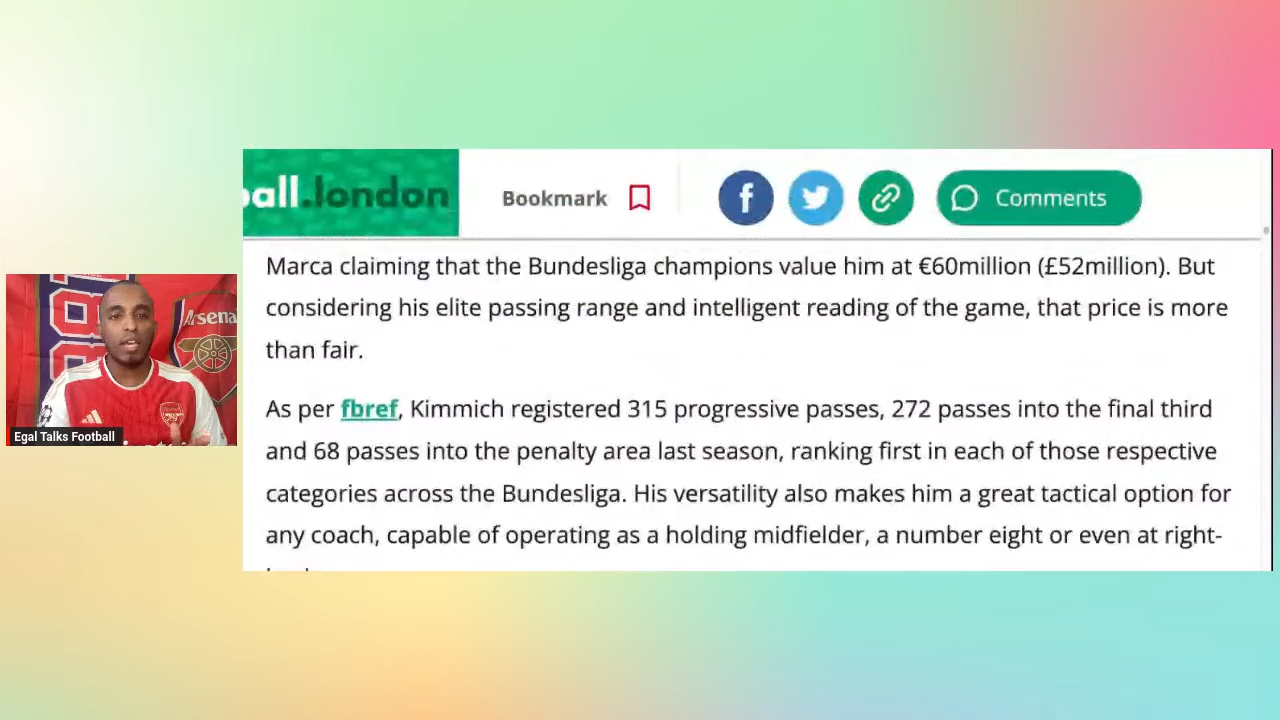 ball.london
Bookmark
Comments
Marca claiming that the Bundesliga champions value him at €60million (£52million). But
considering his elite passing range and intelligent reading of the game, that price is more
than fair.
As per fbref, Kimmich registered 315 progressive passes, 272 passes into the final third
and 68 passes into the penalty area last season, ranking first in each of those respective
categories across the Bundesliga. His versatility also makes him a great tactical option for
any coach, capable of operating as a holding midfielder, a number eight or even at right-
Arsenal
Egal Talks Football